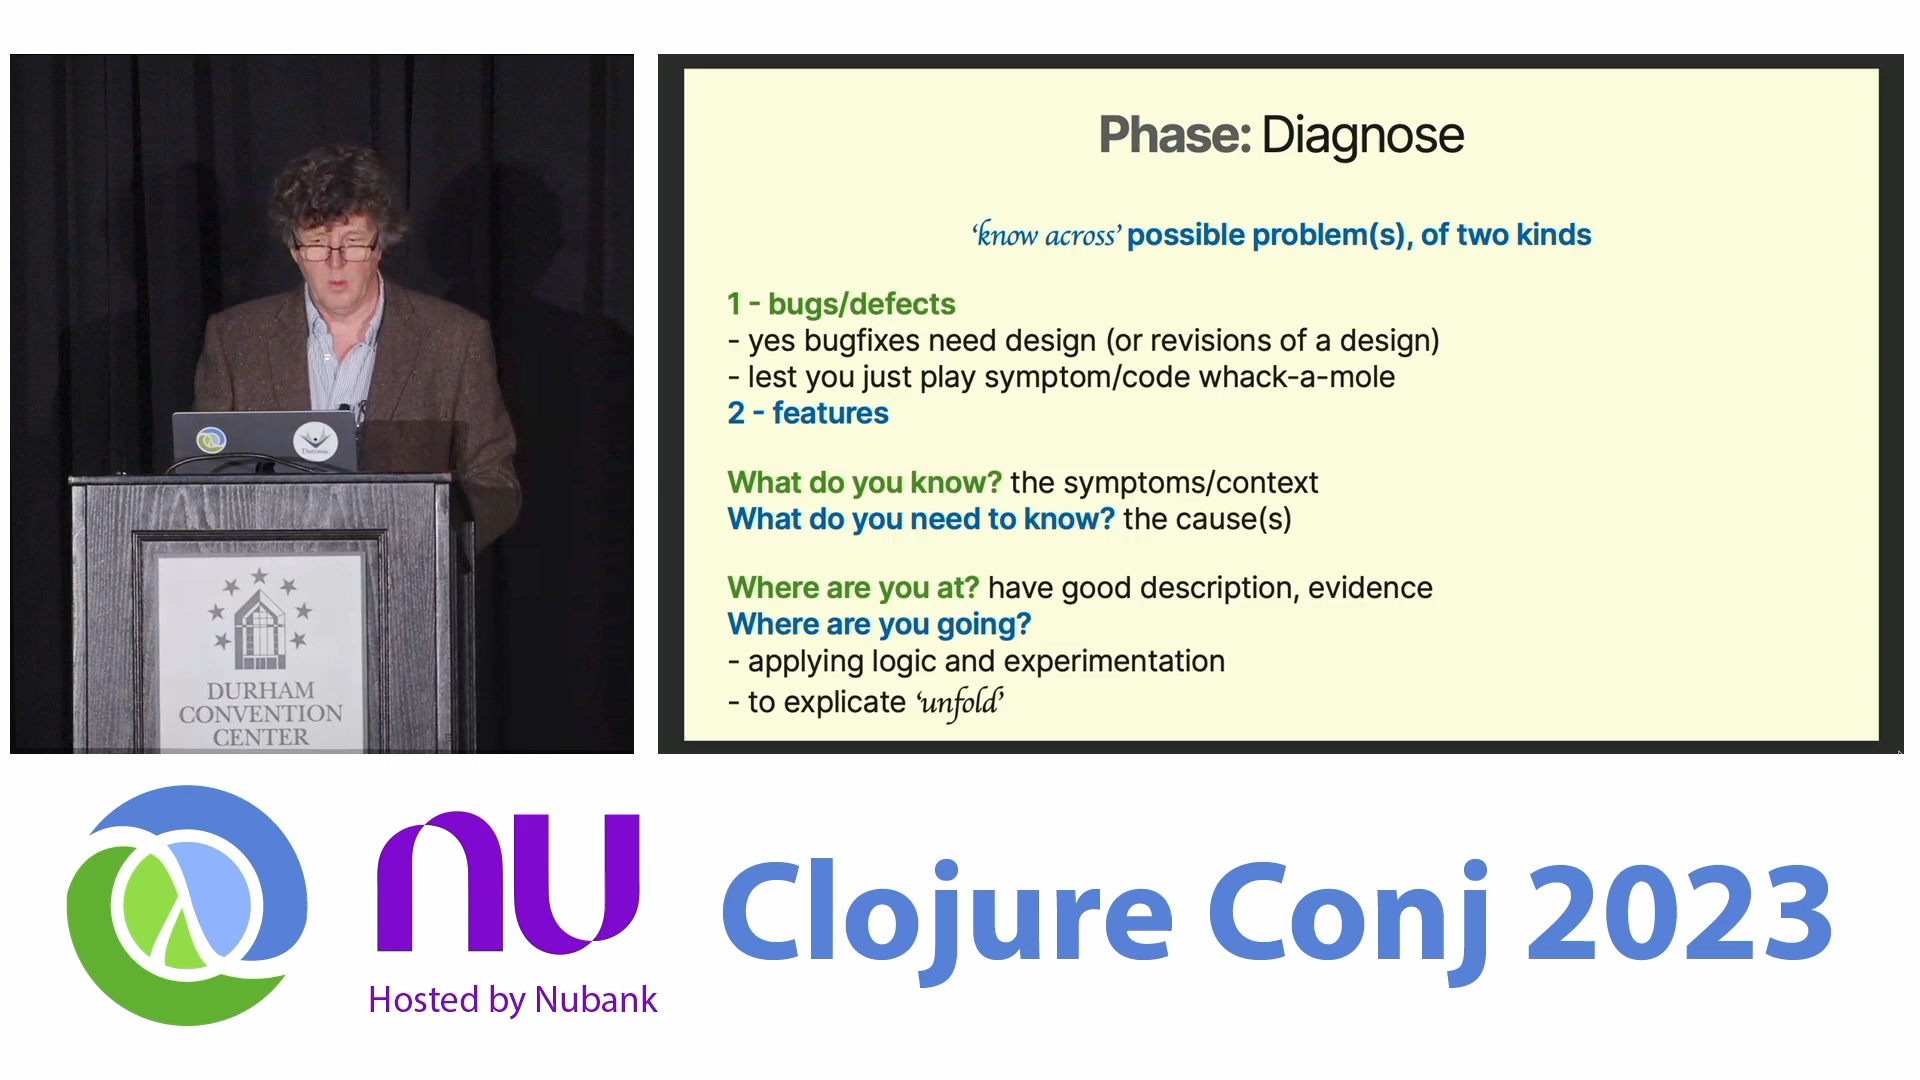 Phase: Diagnose
‘know across’ possible problem(s), of two kinds
1 - bugs/defects
- yes bugfixes need design (or revisions of a design)
- lest you just play symptom/code whack-a-mole
2 - features
What do you know? the symptoms/context
What do you need to know? the cause(s)
Where are you at? have good description, evidence
Where are you going?
- applying logic and experimentation
- to explicate ‘unfold’
Datomic
DURHAM
CONVENTION
CENTER
nu
Hosted by Nubank
Clojure Conj 2023